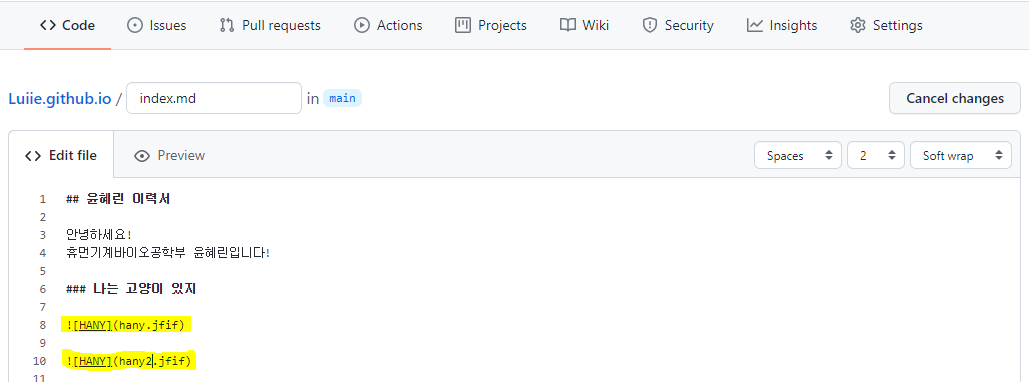 Code Issues Pull requests Actions Projects Wiki Security Insights Settings
Luiie.github.io / index.md in main Cancel changes
Edit file Preview Spaces 2 Soft wrap
1 ## 윤혜린 이력서
2
3 안녕하세요!
4 휴먼기계바이오공학부 윤혜린입니다!
5
6 ### 나는 고양이 있지
7
8 ![HANY](hany.jfif)
9
10 ![HANY](hany2.jfif)
11